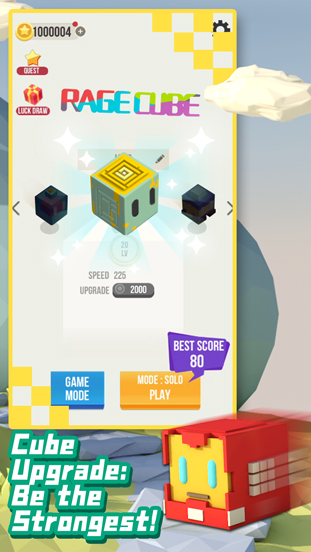 1000004
QUEST
LUCK DRAW
RAGE CUBE
20
LV
SPEED 225
UPGRADE 2000
BEST SCORE
80
GAME
MODE
MODE : SOLO
PLAY
Cube
Upgrade:
Be the
Strongest!